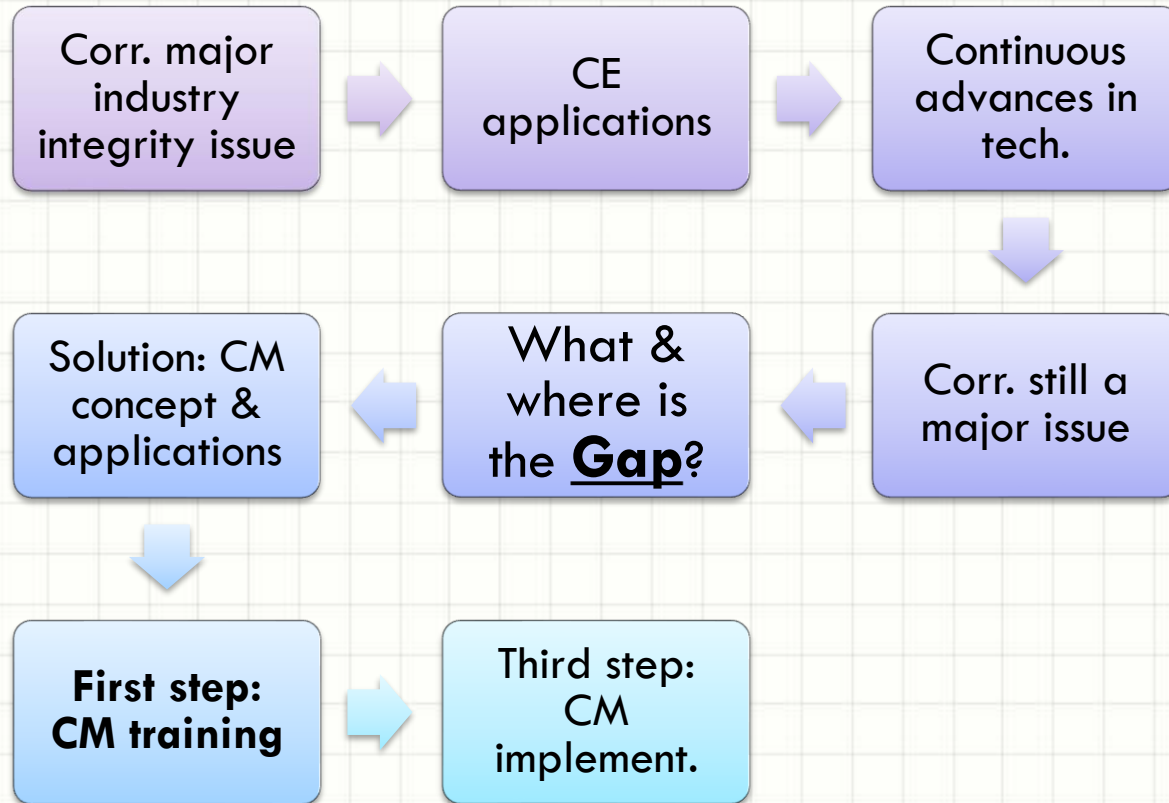 Corr. major
industry
integrity issue
CE
applications
Continuous
advances in
tech.
Corr. still a
major issue
What &
where is
the Gap?
Solution: CM
concept &
applications
First step:
CM training
Third step:
CM
implement.